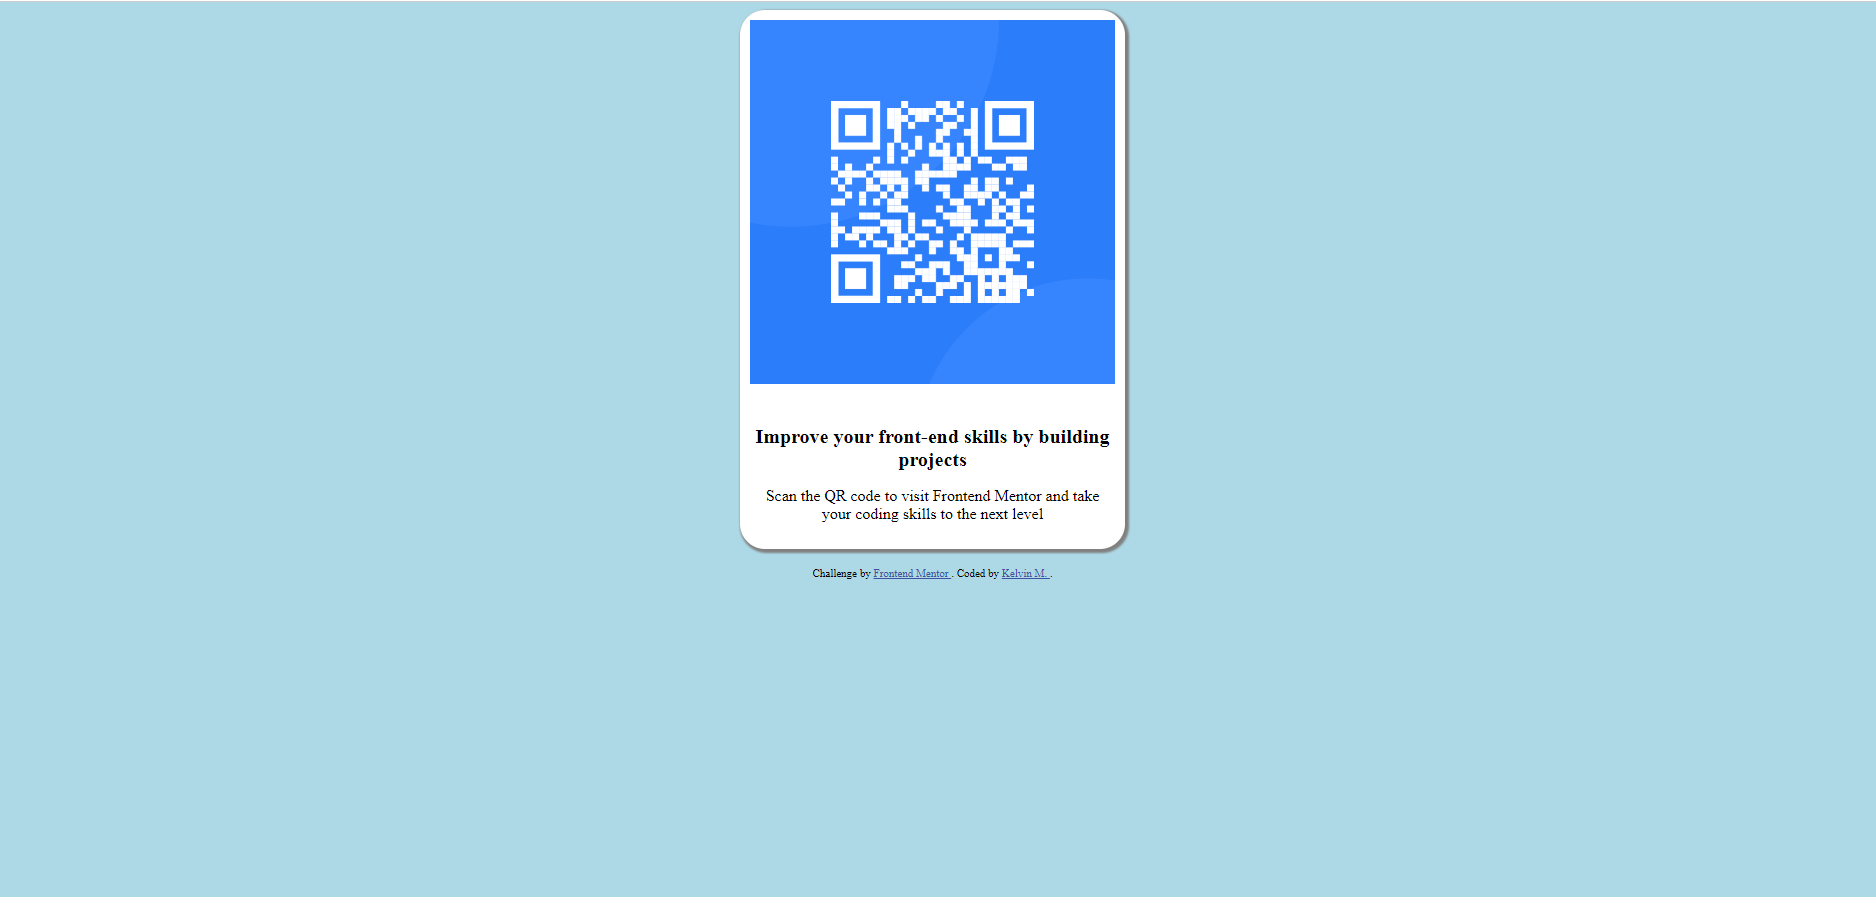 Improve your front-end skills by building
projects
Scan the QR code to visit Frontend Mentor and take
your coding skills to the next level
Challenge by Frontend Mentor . Coded by Kelvin M. .